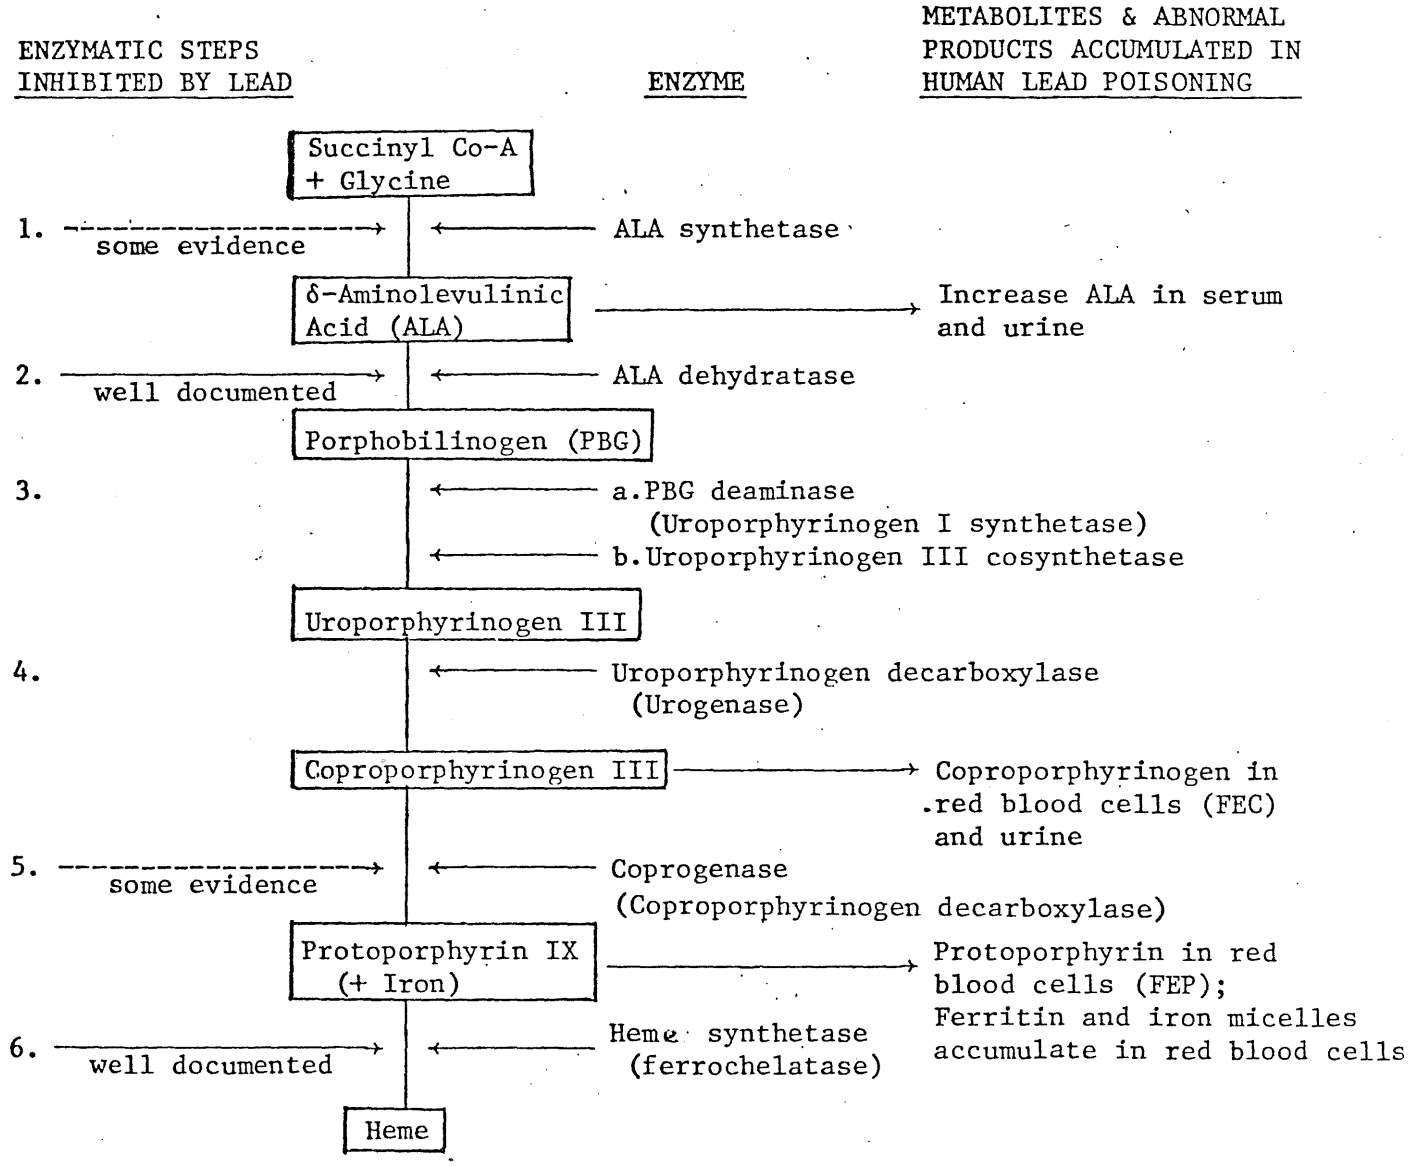 ENZYMATIC STEPS
INHIBITED BY LEAD
ENZYME
METABOLITES & ABNORMAL
PRODUCTS ACCUMULATED IN
HUMAN LEAD POISONING
Succinyl Co-A
+ Glycine
1.
some evidence
ALA synthetase
δ-Aminolevulinic
Acid (ALA)
Increase ALA in serum
and urine
2.
well documented
ALA dehydratase
Porphobilinogen (PBG)
3.
a.PBG deaminase
(Uroporphyrinogen I synthetase)
b.Uroporphyrinogen III cosynthetase
Uroporphyrinogen III
4.
Uroporphyrinogen decarboxylase
(Urogenase)
Coproporphyrinogen III
Coproporphyrinogen in
red blood cells (FEC)
and urine
5.
some evidence
Coprogenase
(Coproporphyrinogen decarboxylase)
Protoporphyrin IX
(+ Iron)
Protoporphyrin in red
blood cells (FEP);
Ferritin and iron micelles
accumulate in red blood cells
6.
well documented
Heme synthetase
(ferrochelatase)
Heme